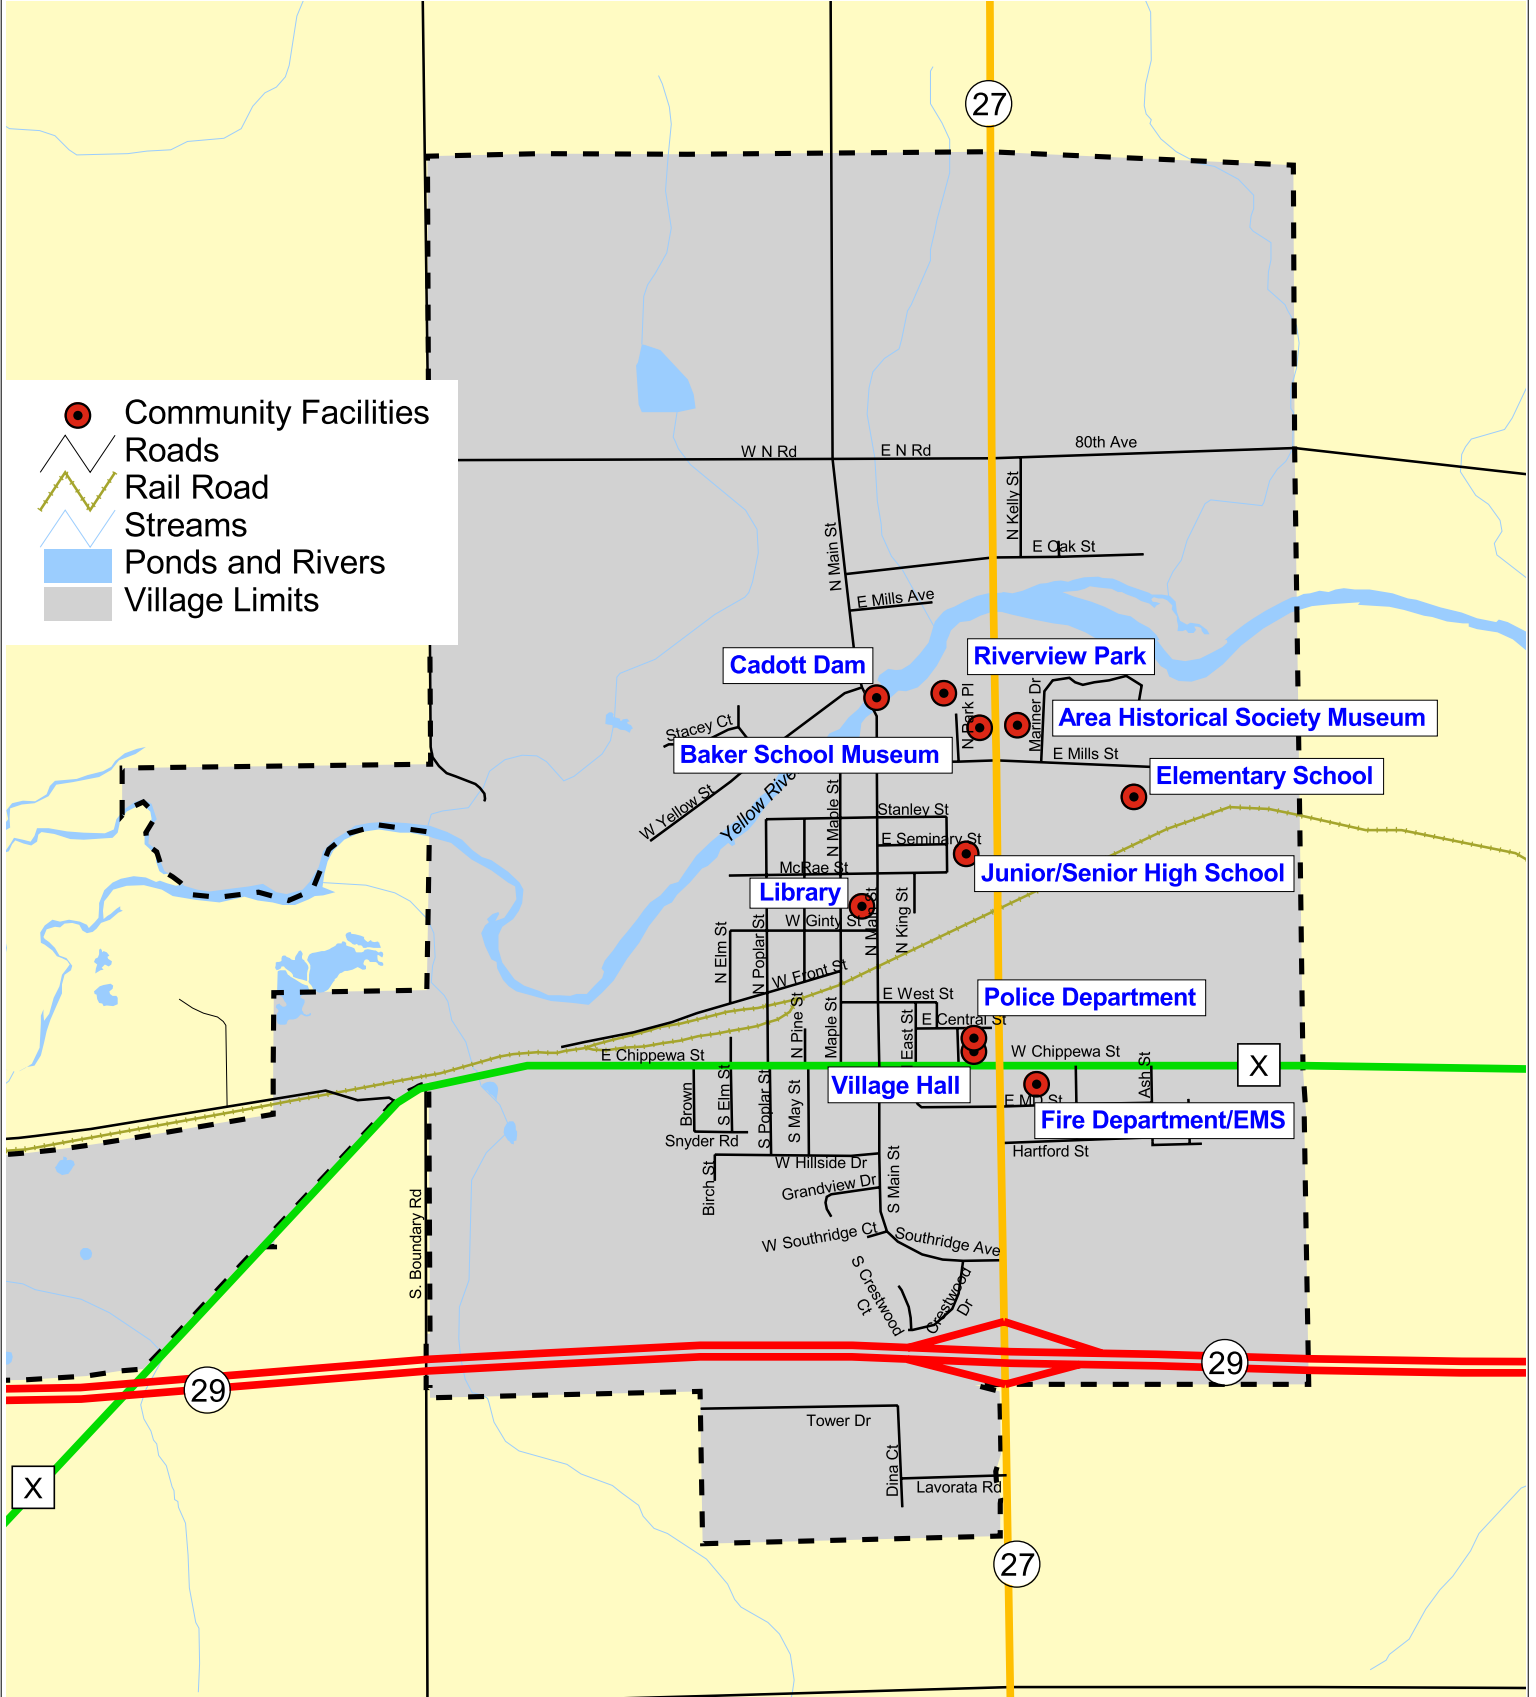 27
Community Facilities
Roads
Rail Road
Streams
Ponds and Rivers
Village Limits
W N Rd
E N Rd
80th Ave
N Kelly St
N Main St
E Oak St
E Mills Ave
Cadott Dam
Riverview Park
N Park Pl
Mariner Dr
Area Historical Society Museum
Stacey Ct
Baker School Museum
E Mills St
Elementary School
W Yellow St
Yellow River
N Maple St
Stanley St
E Seminary St
McRae St
Junior/Senior High School
Library
W Ginty St
N Main St
N King St
N Elm St
N Poplar St
W Front St
E West St
Police Department
E Central St
N Pine St
Maple St
East St
E Chippewa St
W Chippewa St
X
Village Hall
Ash St
Brown
S Elm St
S Poplar St
S May St
E MD St
Fire Department/EMS
Snyder Rd
Hartford St
W Hillside Dr
Birch St
S Main St
Grandview Dr
S. Boundary Rd
W Southridge Ct
Southridge Ave
S Crestwood
Ct
Crestwood
Dr
29
29
Tower Dr
Dina Ct
Lavorata Rd
X
27